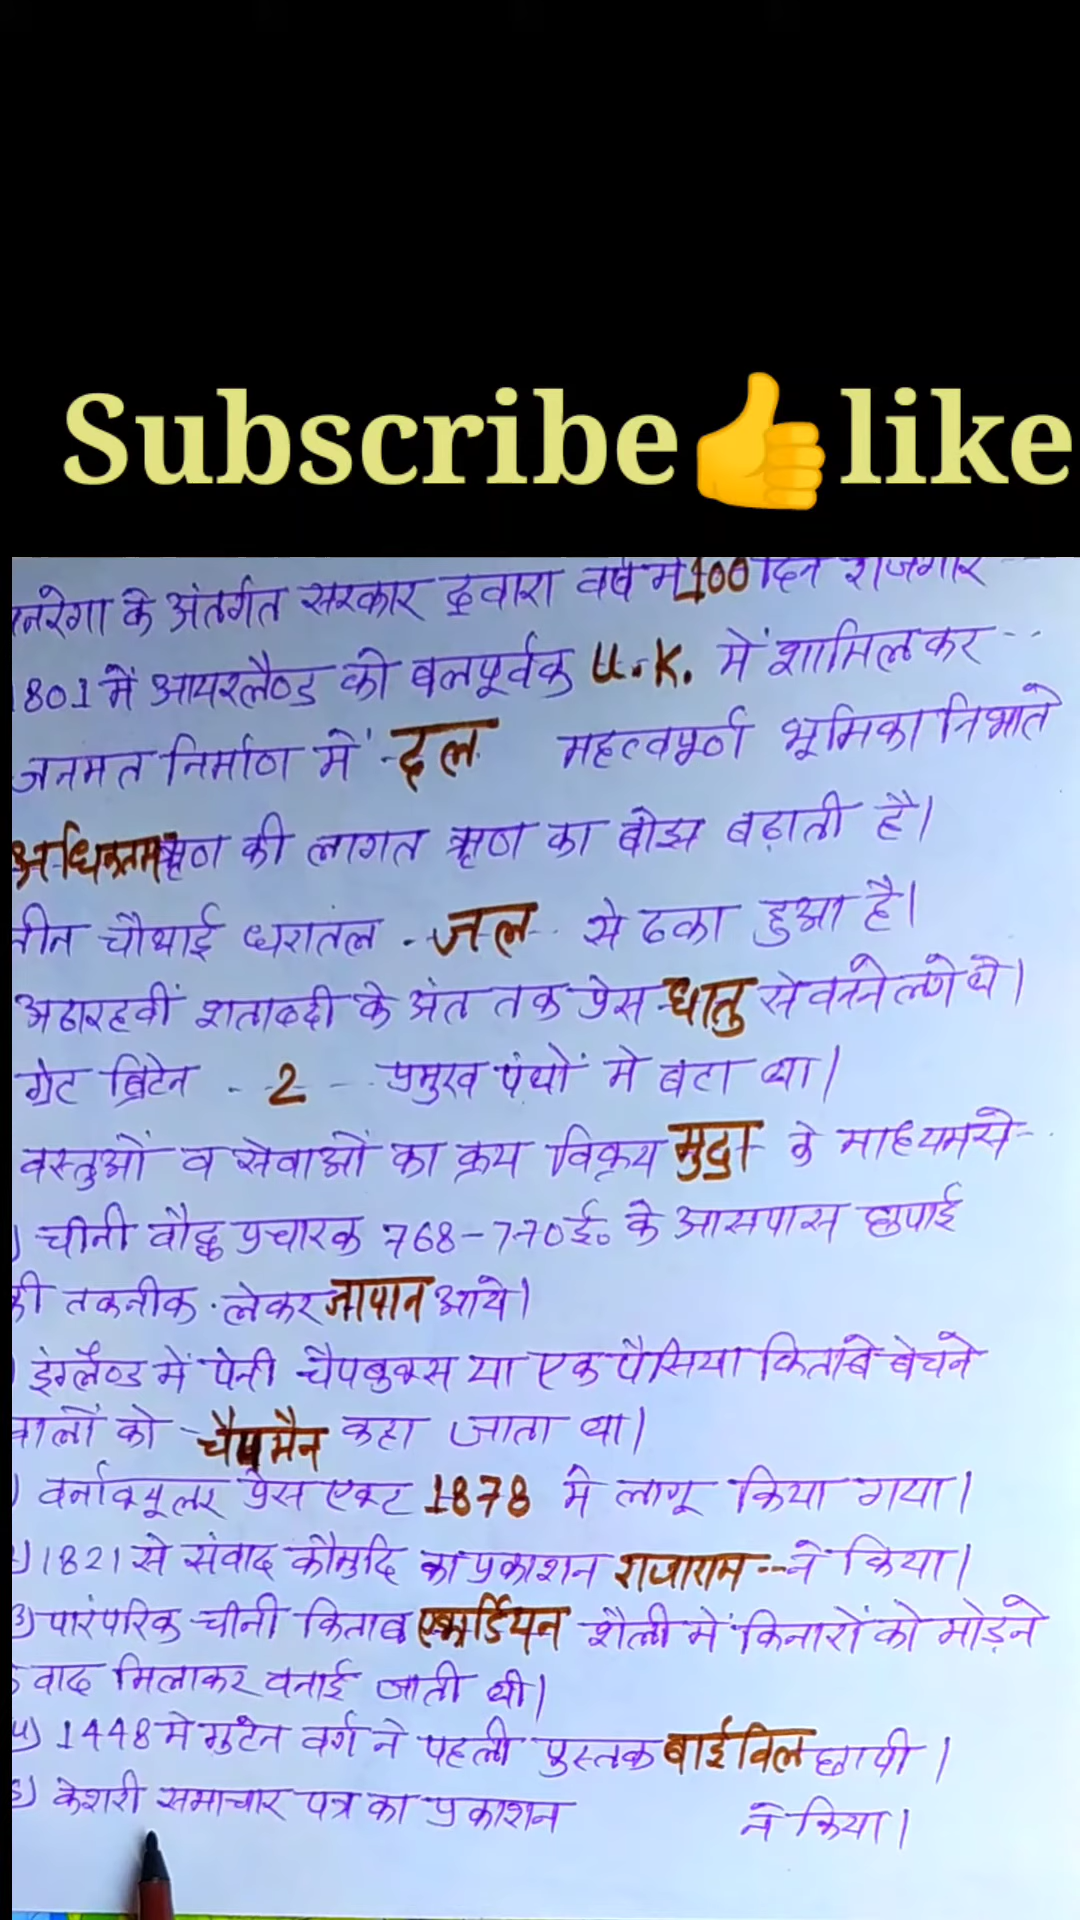 Subscribe👍like
नरेगा के अंतर्गत सरकार द्वारा वर्ष में 100 दिन रोजगार
1801 में आयरलैण्ड को बलपूर्वक U.K. में शामिल कर --
जनमत निर्माण में - दल महत्वपूर्ण भूमिका निभाते
अधिकतम ऋण की लागत ऋण का बोझ बढ़ाती है।
तीन चौथाई धरातल - जल - से ढका हुआ है।
अठारहवीं शताब्दी के अंत तक प्रेस धातु से बनने लगे थे।
ग्रेट ब्रिटेन - 2 - प्रमुख पंथों में बटा था।
वस्तुओं व सेवाओं का क्रय विक्रय मुद्रा के माध्यम से -
) चीनी बौद्ध प्रचारक 768-770ई० के आसपास छपाई
की तकनीक लेकर जापान आये।
) इंग्लैण्ड में पेनी चैपबुक्स या एक पैसिया किताबें बेचने
वालों को - चैपमैन कहा जाता था।
) वर्नाक्यूलर प्रेस एक्ट 1878 में लागू किया गया।
) 1821 से संवाद कौमुदि का प्रकाशन राजाराम -- ने किया।
3) पारंपरिक चीनी किताब एकार्डियन शैली में किनारों को मोड़ने
के बाद मिलाकर बनाई जाती थी।
4) 1448 मे गुटेन वर्ग ने पहली पुस्तक बाईबिल छापी।
5) केशरी समाचार पत्र का प्रकाशन ने किया।